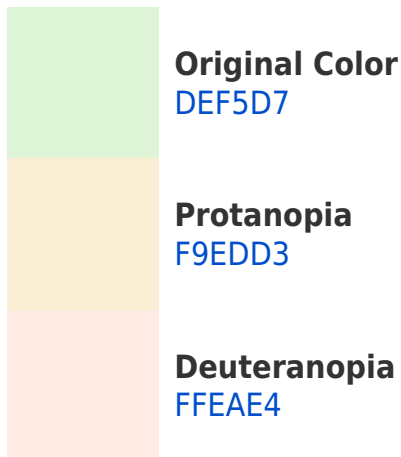 Original Color
DEF5D7
Protanopia
F9EDD3
Deuteranopia
FFEAE4